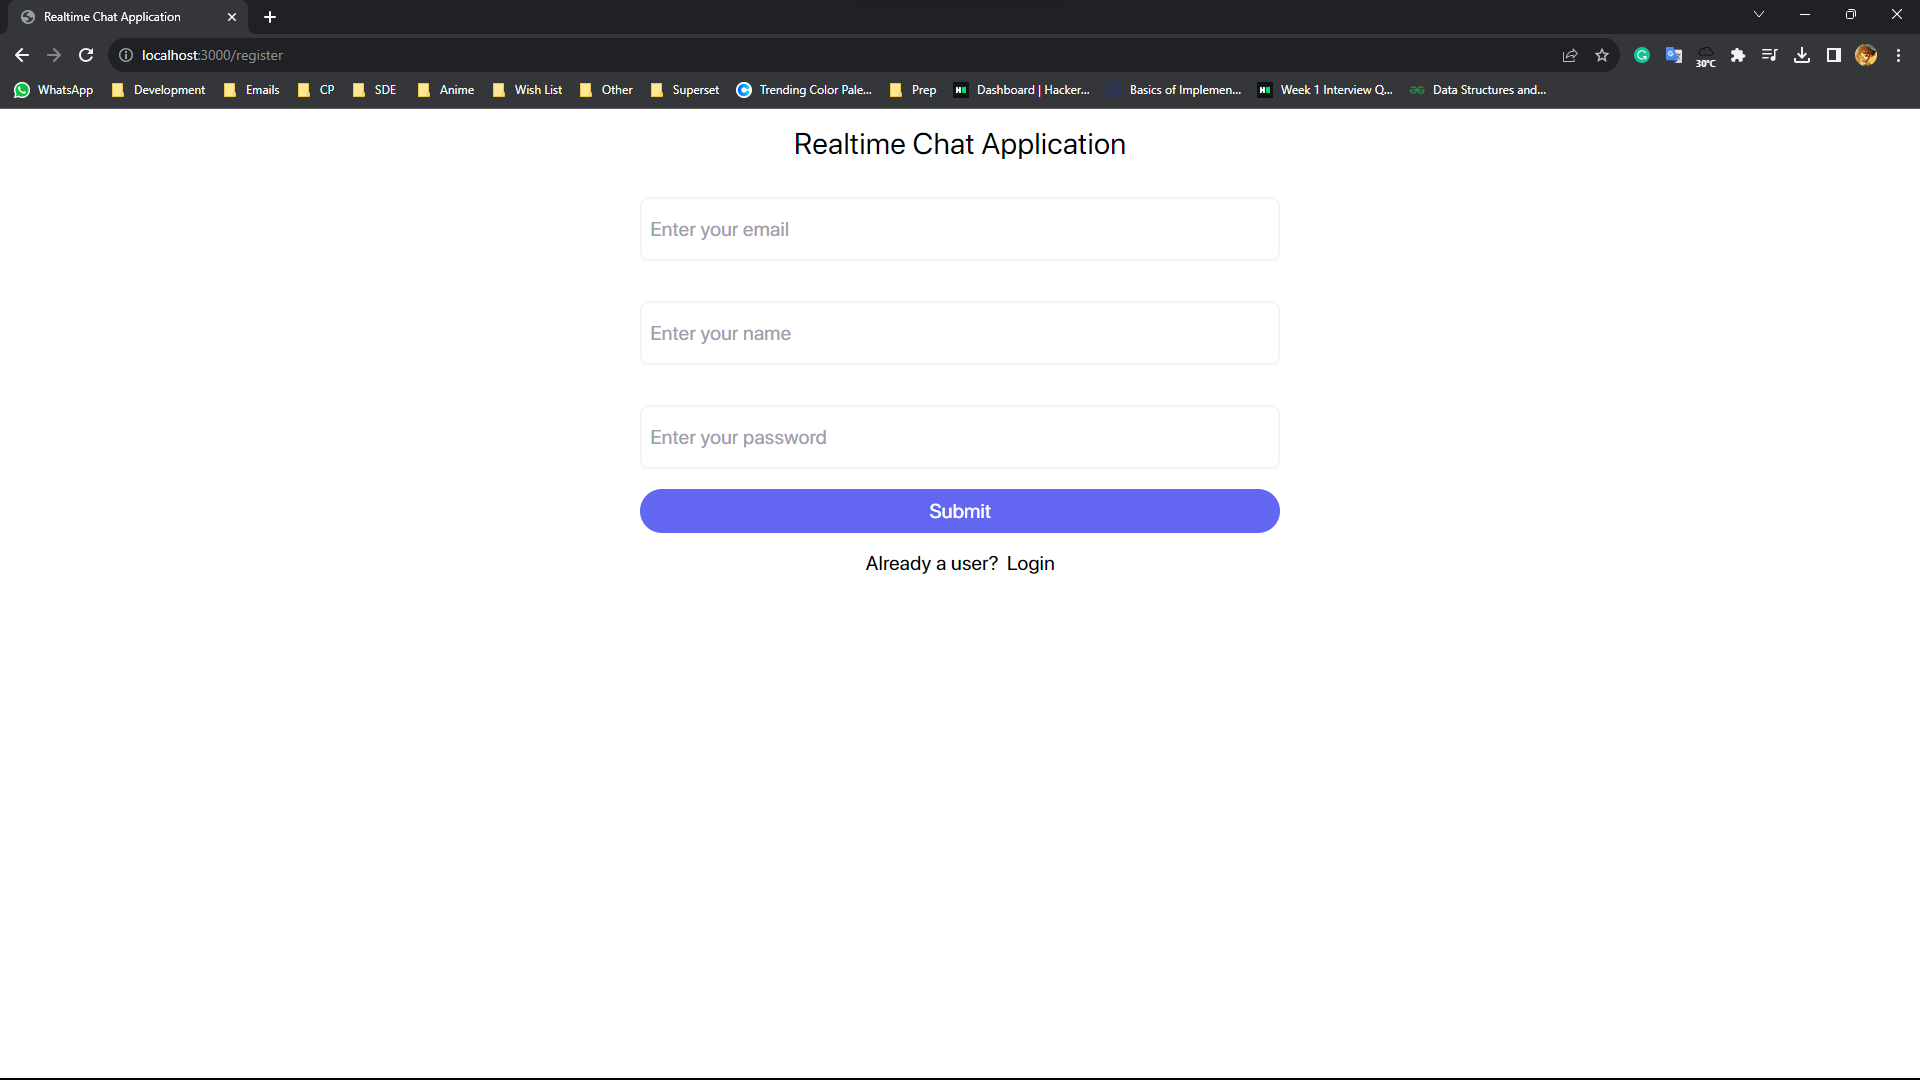 Realtime Chat Application
localhost:3000/register
30°C
WhatsApp Development Emails CP SDE Anime Wish List Other Superset Trending Color Pale... Prep Dashboard | Hacker... Basics of Implemen... Week 1 Interview Q... Data Structures and...
Realtime Chat Application
Enter your email
Enter your name
Enter your password
Submit
Already a user? Login